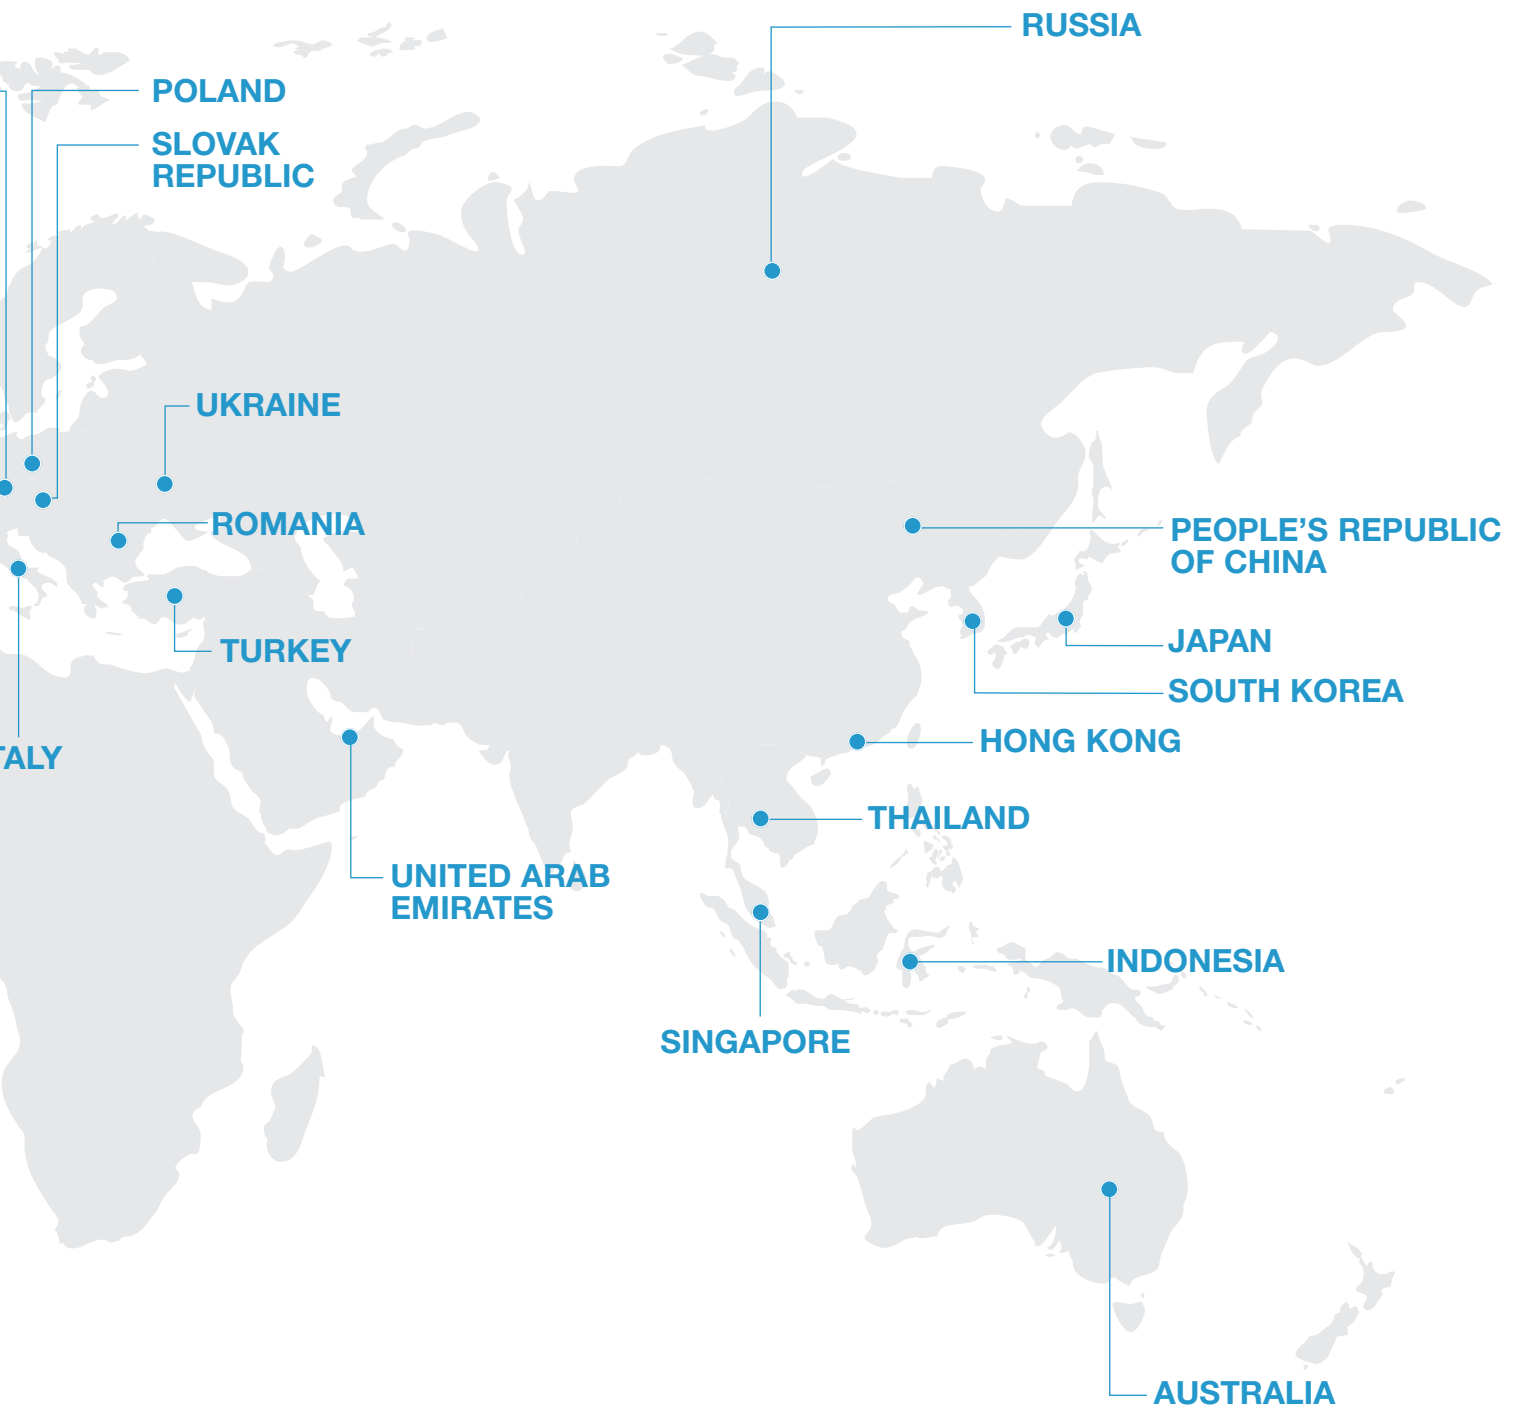 RUSSIA
POLAND
SLOVAK
REPUBLIC
UKRAINE
ROMANIA
PEOPLE'S REPUBLIC
OF CHINA
TURKEY
JAPAN
SOUTH KOREA
HONG KONG
TALY
THAILAND
UNITED ARAB
EMIRATES
INDONESIA
SINGAPORE
AUSTRALIA